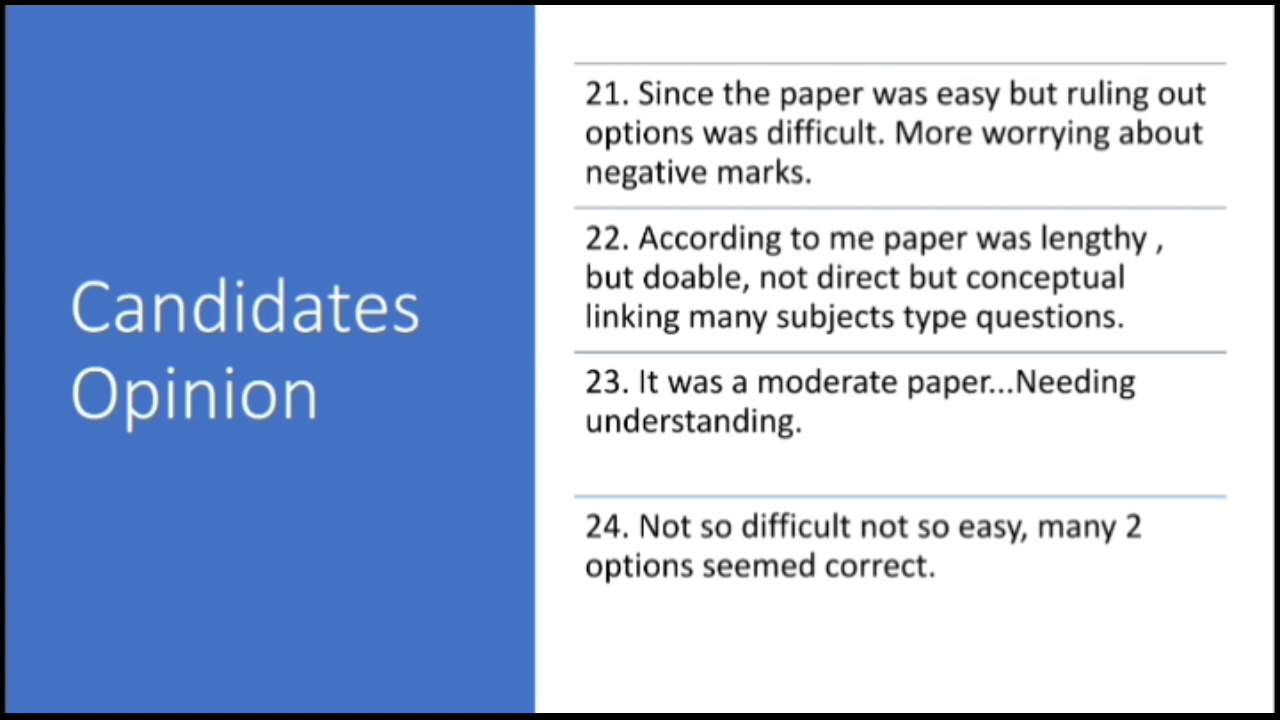 Candidates
Opinion
21. Since the paper was easy but ruling out
options was difficult. More worrying about
negative marks.
22. According to me paper was lengthy ,
but doable, not direct but conceptual
linking many subjects type questions.
23. It was a moderate paper...Needing
understanding.
24. Not so difficult not so easy, many 2
options seemed correct.